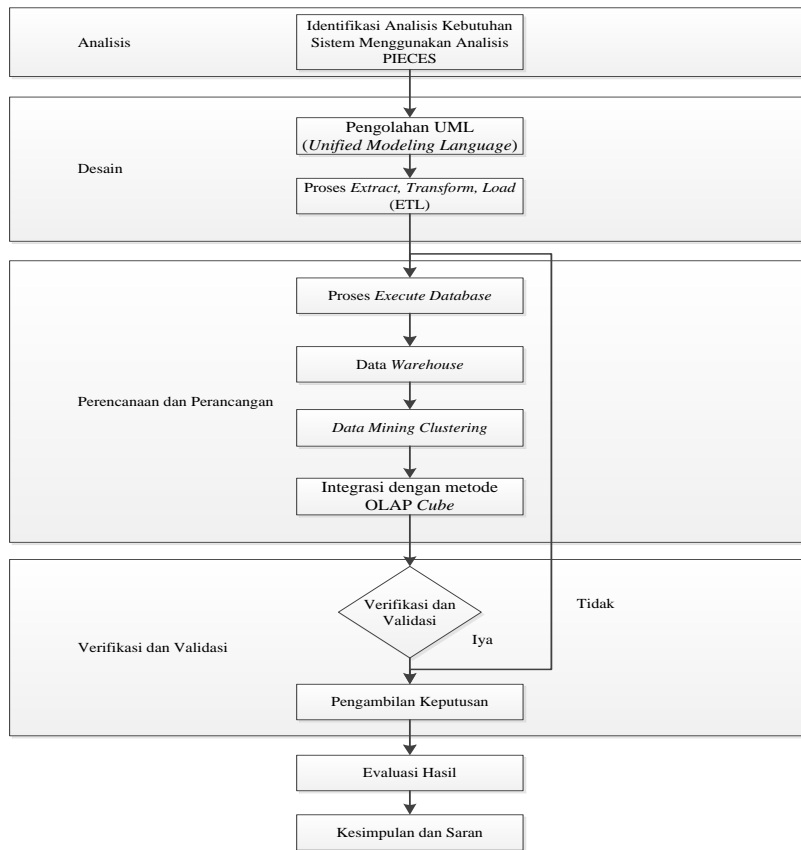 Analisis
Identifikasi Analisis Kebutuhan
Sistem Menggunakan Analisis
PIECES
Desain
Pengolahan UML
(Unified Modeling Language)
Proses Extract, Transform, Load
(ETL)
Perencanaan dan Perancangan
Proses Execute Database
Data Warehouse
Data Mining Clustering
Integrasi dengan metode
OLAP Cube
Verifikasi dan Validasi
Verifikasi dan
Validasi
Tidak
Iya
Pengambilan Keputusan
Evaluasi Hasil
Kesimpulan dan Saran